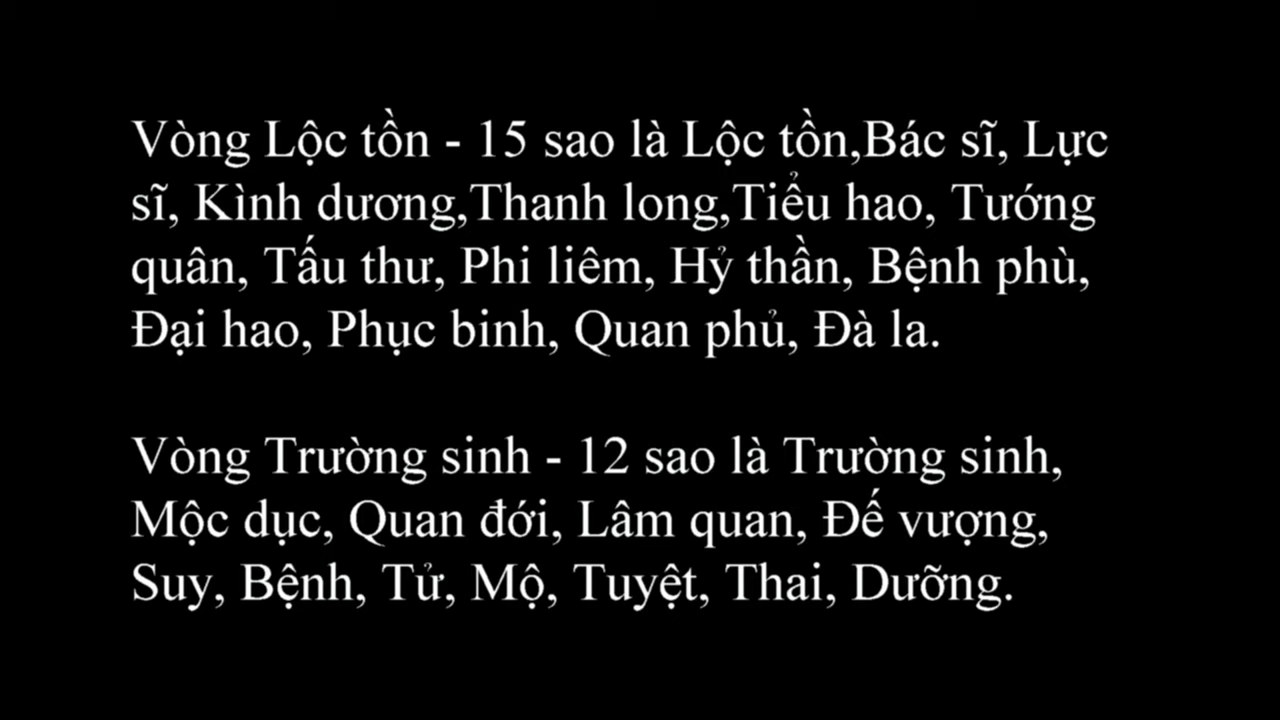 Vòng Lộc tồn - 15 sao là Lộc tồn,Bác sĩ, Lực
sĩ, Kình dương,Thanh long,Tiểu hao, Tướng
quân, Tấu thư, Phi liêm, Hỷ thần, Bệnh phù,
Đại hao, Phục binh, Quan phủ, Đà la.
Vòng Trường sinh - 12 sao là Trường sinh,
Mộc dục, Quan đới, Lâm quan, Đế vượng,
Suy, Bệnh, Tử, Mộ, Tuyệt, Thai, Dưỡng.